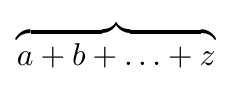 a + b + … + z